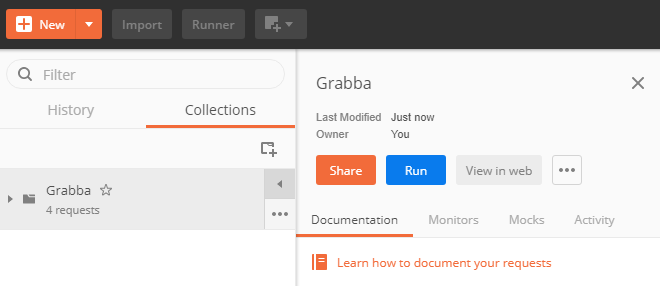 New
Import
Runner
Filter
History
Collections
Grabba
4 requests
Grabba
Last Modified Just now
Owner You
Share
Run
View in web
Documentation
Monitors
Mocks
Activity
Learn how to document your requests